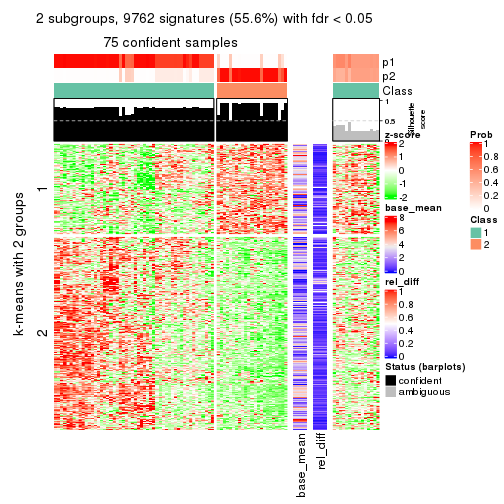 2 subgroups, 9762 signatures (55.6%) with fdr < 0.05
75 confident samples
p1
p2
Class
1
0.5
0
Silhouette
score
k-means with 2 groups
1
2
base_mean
rel_diff
z-score
2
1
0
-1
-2
base_mean
8
6
4
2
0
rel_diff
1
0.8
0.6
0.4
0.2
0
Status (barplots)
confident
ambiguous
Prob
1
0.8
0.6
0.4
0.2
0
Class
1
2